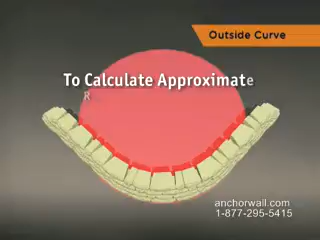 Outside Curve
To Calculate Approximate
R
anchorwall.com
1-877-295-5415